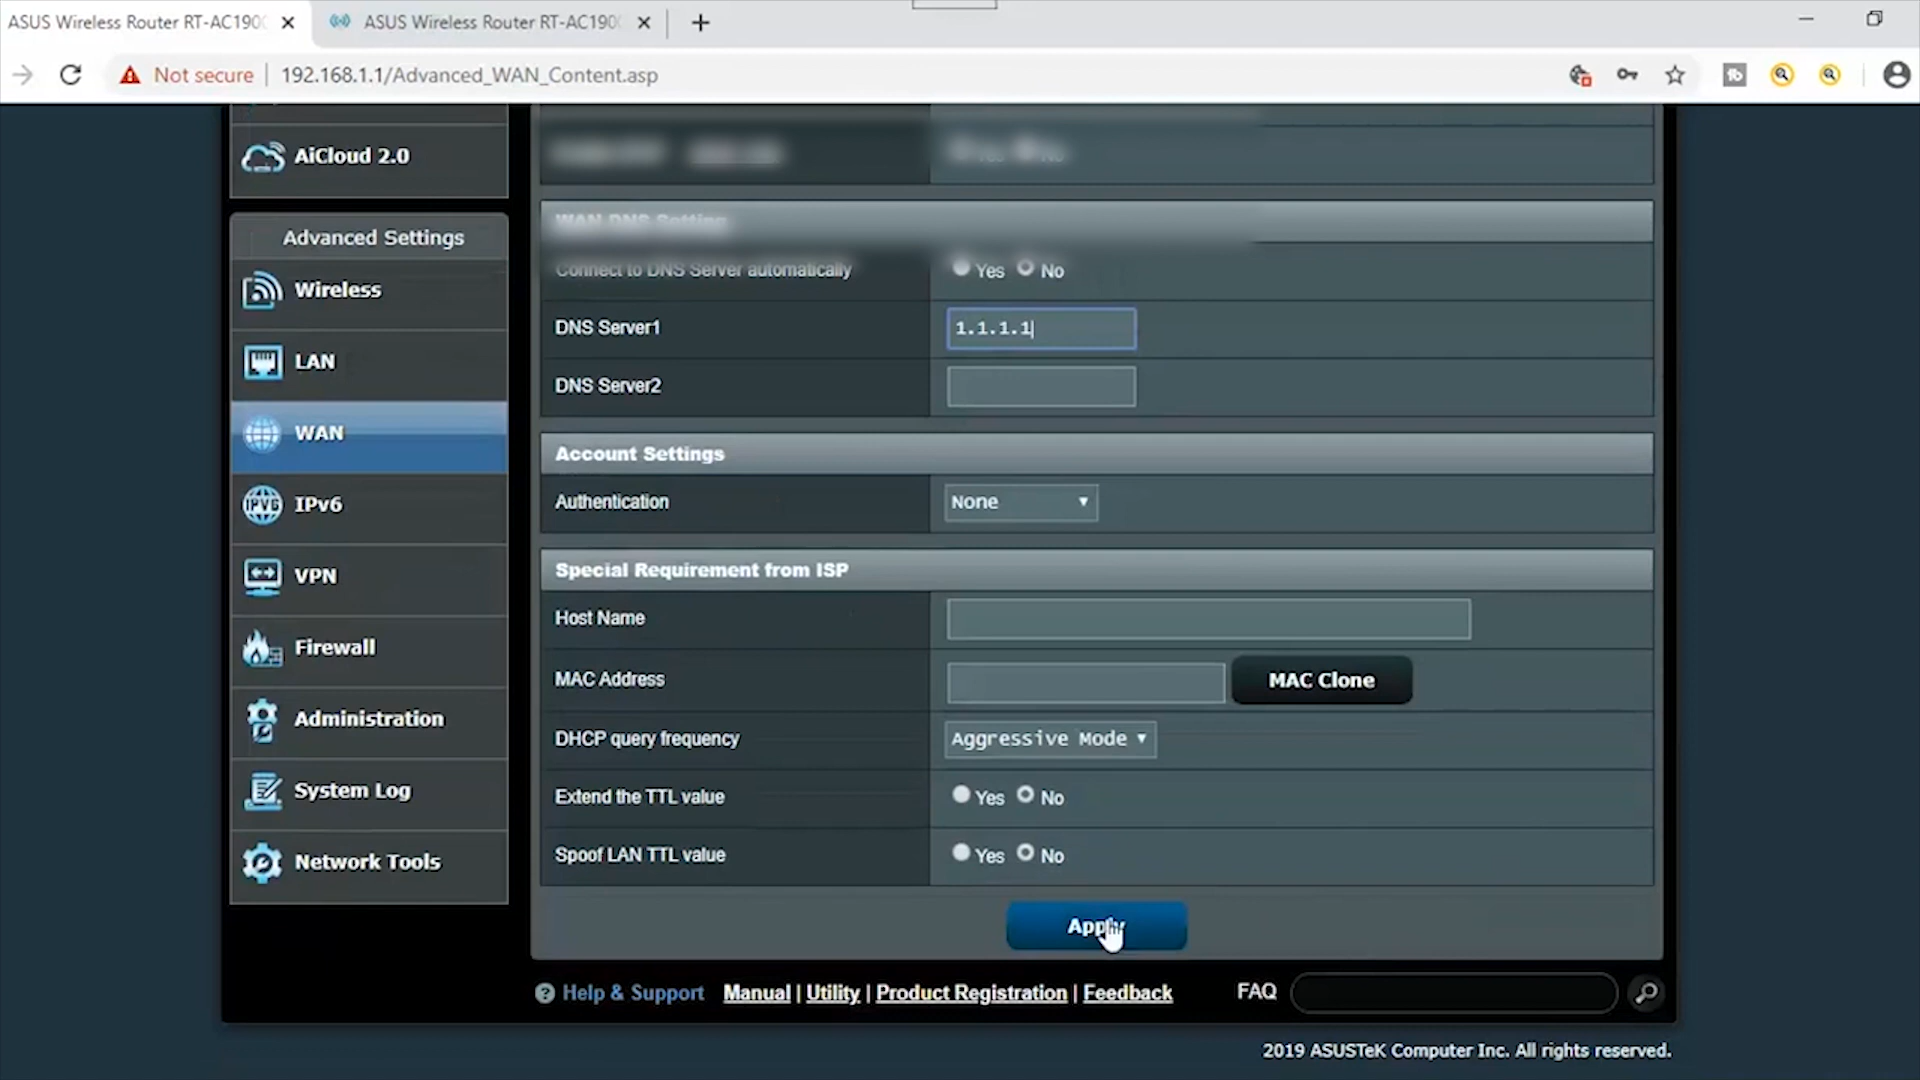 ASUS Wireless Router RT-AC190
ASUS Wireless Router RT-AC190
Not secure
192.168.1.1/Advanced_WAN_Content.asp
AiCloud 2.0
Advanced Settings
Wireless
LAN
WAN
IPv6
VPN
Firewall
Administration
System Log
Network Tools
WAN DNS Setting
Connect to DNS Server automatically Yes No
DNS Server1 1.1.1.1
DNS Server2
Account Settings
Authentication None
Special Requirement from ISP
Host Name
MAC Address MAC Clone
DHCP query frequency Aggressive Mode
Extend the TTL value Yes No
Spoof LAN TTL value Yes No
Apply
Help & Support Manual | Utility | Product Registration | Feedback FAQ
2019 ASUSTeK Computer Inc. All rights reserved.